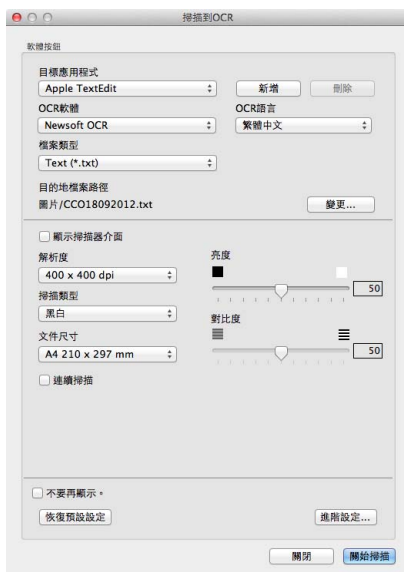 掃描到OCR
軟體按鈕
目標應用程式
Apple TextEdit 新增 刪除
OCR軟體 OCR語言
Newsoft OCR 繁體中文
檔案類型
Text (*.txt)
目的地檔案路徑
圖片/CCO18092012.txt 變更...
顯示掃描器介面
解析度 亮度
400 x 400 dpi
50
掃描類型
黑白 對比度
文件尺寸
A4 210 x 297 mm 50
連續掃描
不要再顯示。
恢復預設設定 進階設定...
關閉 開始掃描